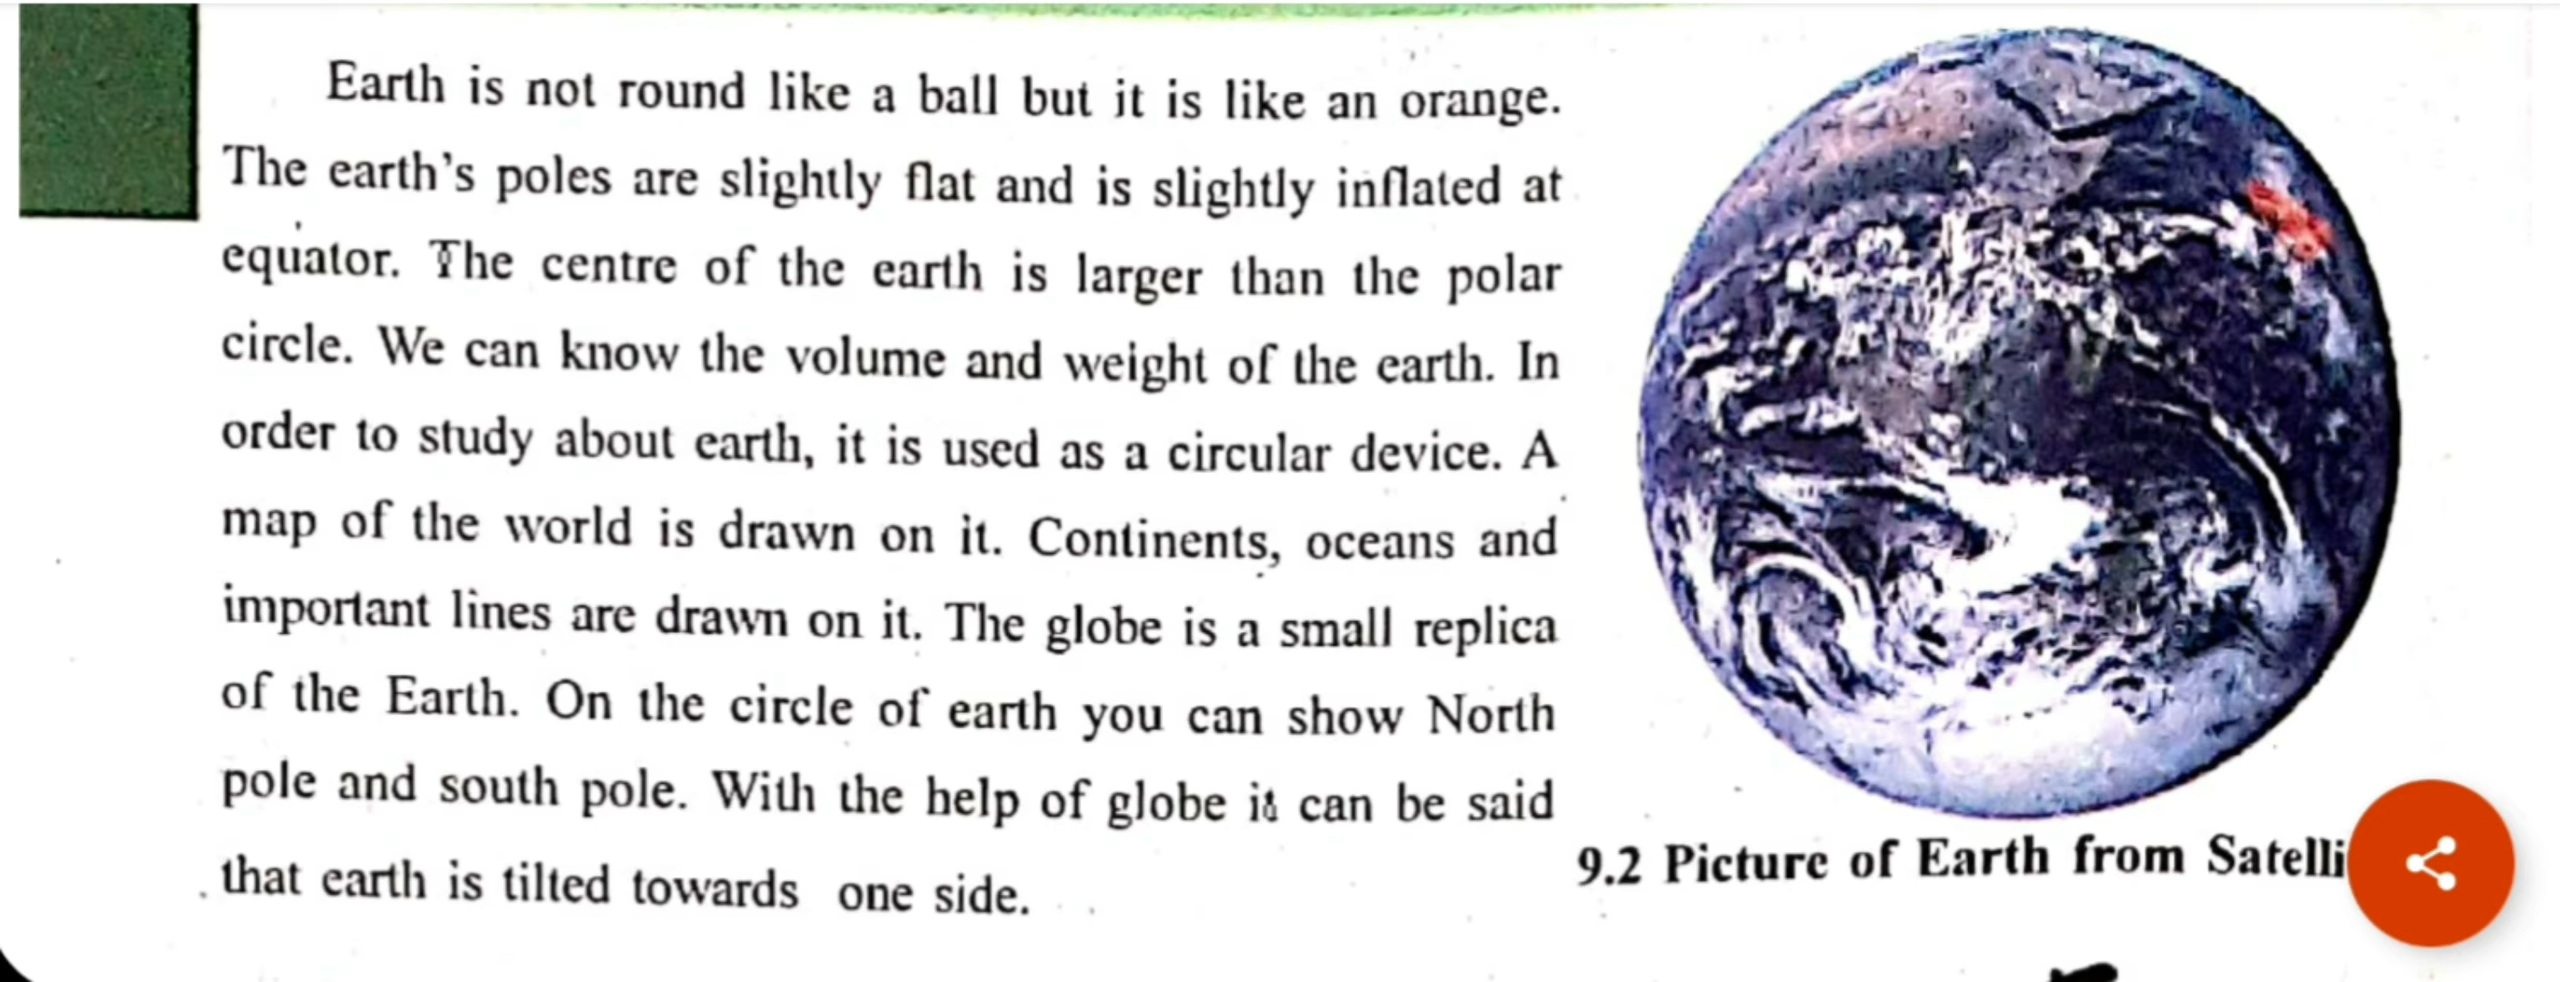 Earth is not round like a ball but it is like an orange.
The earth's poles are slightly flat and is slightly inflated at
equator. The centre of the earth is larger than the polar
circle. We can know the volume and weight of the earth. In
order to study about earth, it is used as a circular device. A
map of the world is drawn on it. Continents, oceans and
important lines are drawn on it. The globe is a small replica
of the Earth. On the circle of earth you can show North
pole and south pole. With the help of globe it can be said
that earth is tilted towards one side.
9.2 Picture of Earth from Satelli